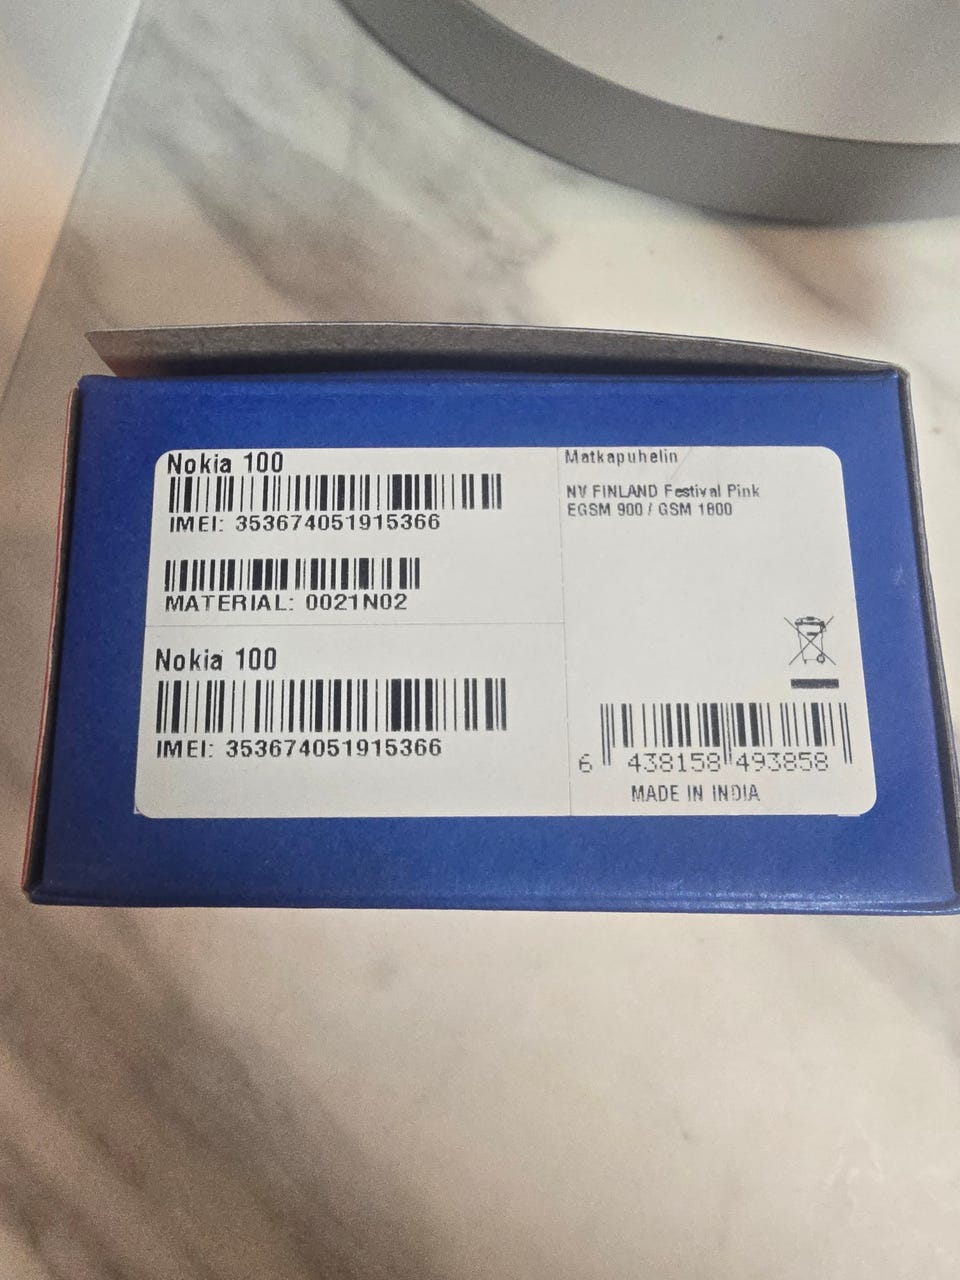 Nokia 100
IMEI: 353674051915366
MATERIAL: 0021N02
Nokia 100
IMEI: 353674051915366
Matkapuhelin
NV FINLAND Festival Pink
EGSM 900 / GSM 1800
6 438158 493858
MADE IN INDIA